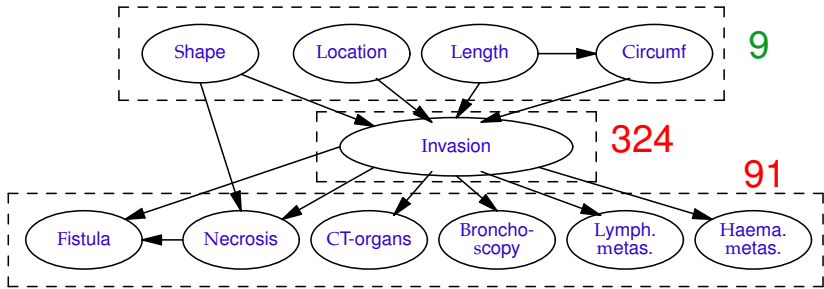 Shape
Location
Length
Circumf
9
Invasion
324
91
Fistula
Necrosis
CT-organs
Broncho-
scopy
Lymph.
metas.
Haema.
metas.